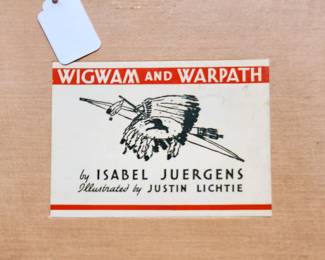 WIGWAM AND WARPATH
by ISABEL JUERGENS
Illustrated by JUSTIN LICHTIE